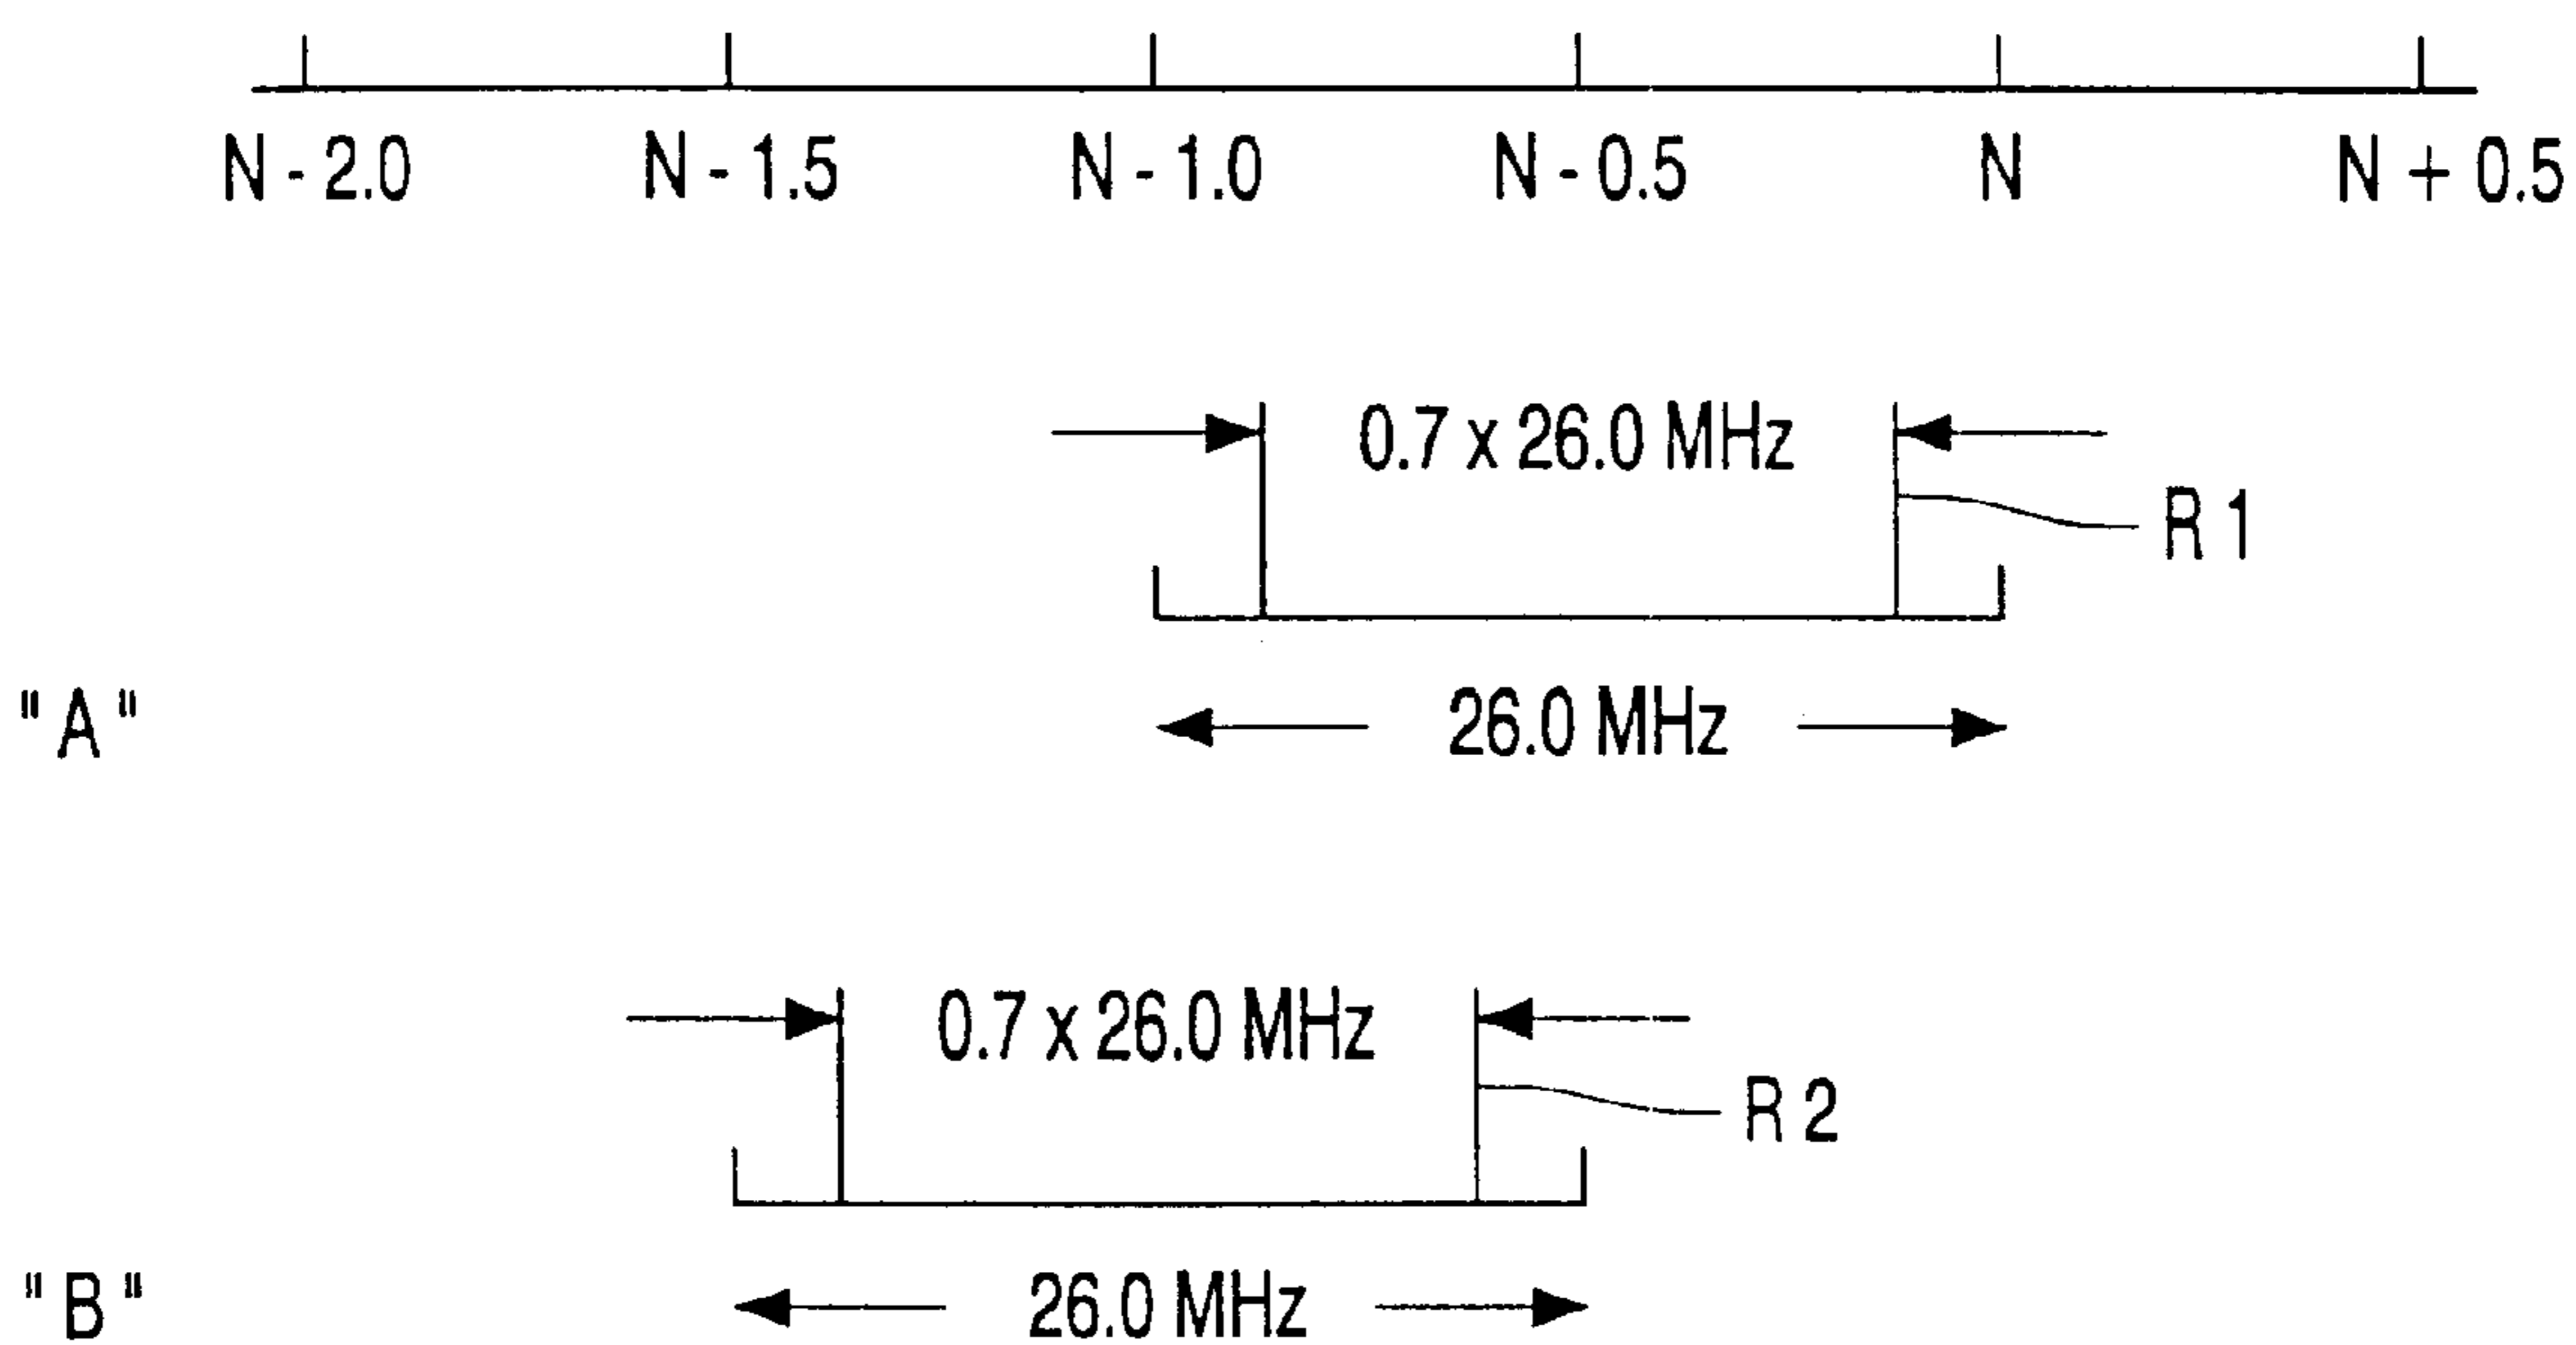 N - 2.0 N - 1.5 N - 1.0 N - 0.5 N N + 0.5
0.7 x 26.0 MHz
R 1
"A"
26.0 MHz
0.7 x 26.0 MHz
R 2
"B"
26.0 MHz